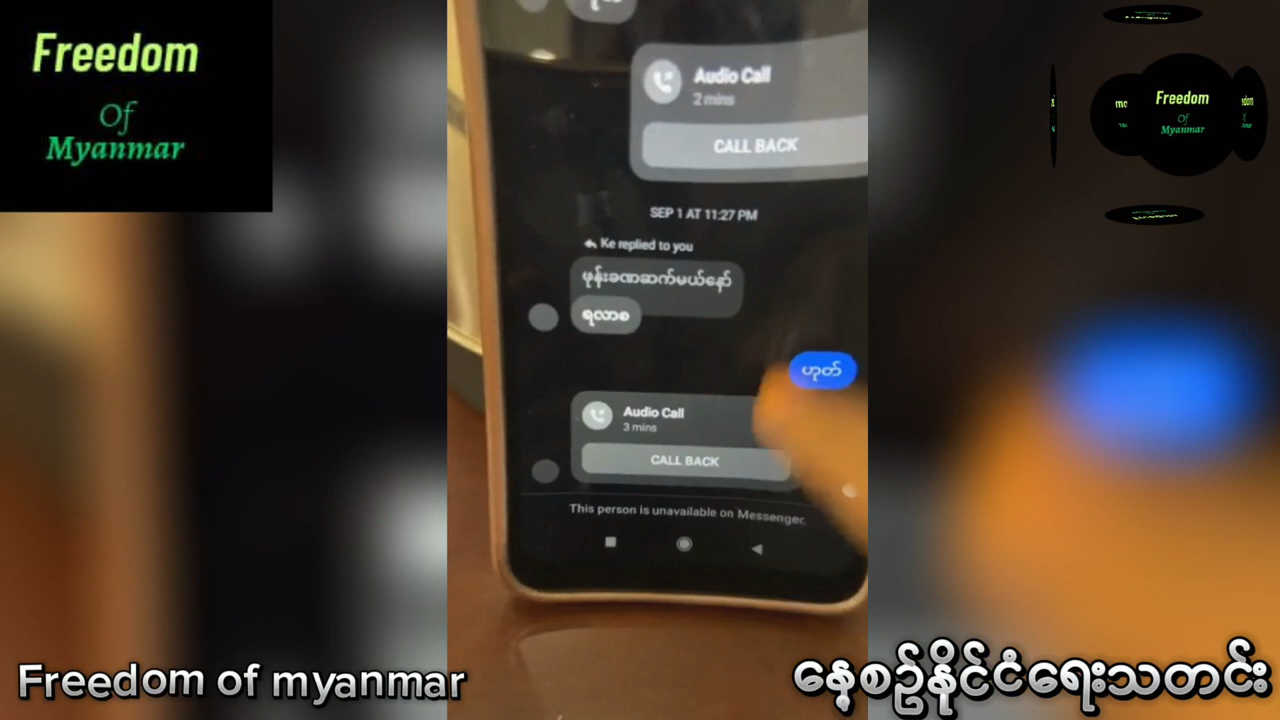 Freedom
Of
Myanmar
Freedom
Of
Myanmar
Audio Call
2 mins
CALL BACK
SEP 1 AT 11:27 PM
Ke replied to you
ဖုန်းခဏဆက်မယ်နော်
ရလားစ
ဟုတ်
Audio Call
3 mins
CALL BACK
This person is unavailable on Messenger.
Freedom of myanmar
နေ့စဉ်နိုင်ငံရေးသတင်း